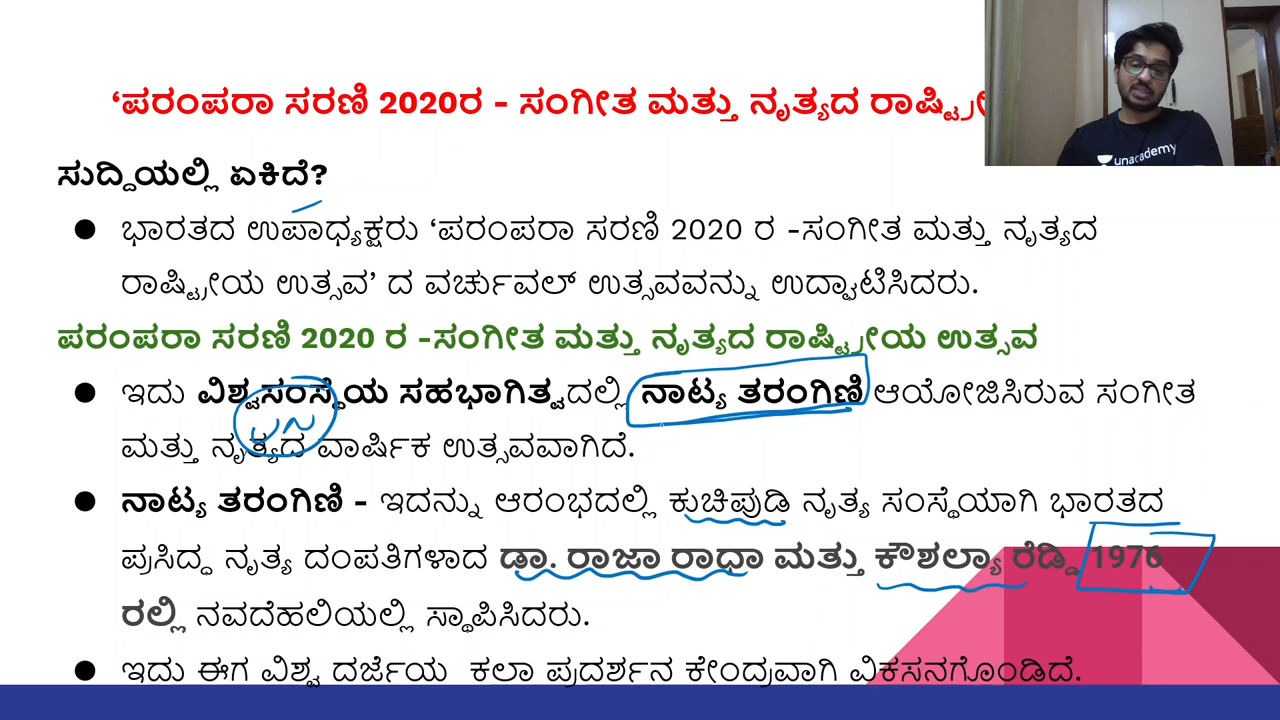 ‘ಪರಂಪರಾ ಸರಣಿ 2020ರ - ಸಂಗೀತ ಮತ್ತು ನೃತ್ಯದ
unacademy
ಸುದ್ದಿಯಲ್ಲಿ ಏಕಿದೆ?
● ಭಾರತದ ಉಪಾಧ್ಯಕ್ಷರು ‘ಪರಂಪರಾ ಸರಣಿ 2020 ರ -ಸಂಗೀತ ಮತ್ತು ನೃತ್ಯದ
ರಾಷ್ಟ್ರೀಯ ಉತ್ಸವ’ ದ ವರ್ಚುವಲ್ ಉತ್ಸವವನ್ನು ಉದ್ಘಾಟಿಸಿದರು.
ಪರಂಪರಾ ಸರಣಿ 2020 ರ -ಸಂಗೀತ ಮತ್ತು ನೃತ್ಯದ ರಾಷ್ಟ್ರೀಯ ಉತ್ಸವ
● ಇದು ವಿಶ್ವಸಂಸ್ಥೆಯ ಸಹಭಾಗಿತ್ವದಲ್ಲಿ ನಾಟ್ಯ ತರಂಗಿಣಿ ಆಯೋಜಿಸಿರುವ ಸಂಗೀತ
ಮತ್ತು ನೃತ್ಯದ ವಾರ್ಷಿಕ ಉತ್ಸವವಾಗಿದೆ.
● ನಾಟ್ಯ ತರಂಗಿಣಿ - ಇದನ್ನು ಆರಂಭದಲ್ಲಿ ಕುಚಿಪುಡಿ ನೃತ್ಯ ಸಂಸ್ಥೆಯಾಗಿ ಭಾರತದ
ಪ್ರಸಿದ್ಧ ನೃತ್ಯ ದಂಪತಿಗಳಾದ ಡಾ. ರಾಜಾ ರಾಧಾ ಮತ್ತು ಕೌಶಲ್ಯಾ ರೆಡ್ಡಿ 1976
ರಲ್ಲಿ ನವದೆಹಲಿಯಲ್ಲಿ ಸ್ಥಾಪಿಸಿದರು.
● ಇದು ಈಗ ವಿಶ್ವ ದರ್ಜೆಯ ಕಲಾ ಪ್ರದರ್ಶನ ಕೇಂದ್ರವಾಗಿ ವಿಕಸನಗೊಂಡಿದೆ.